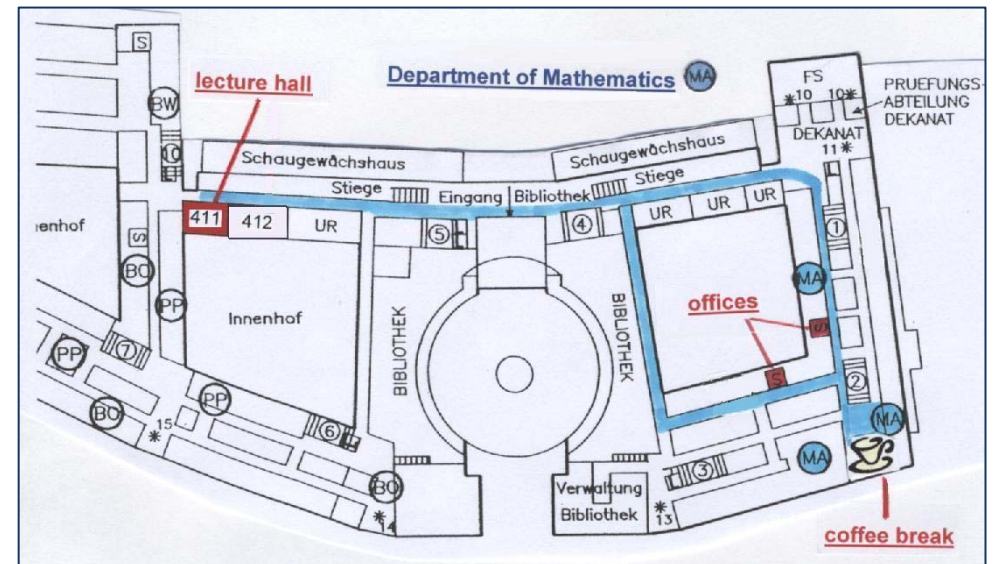 S
lecture hall
Department of Mathematics MA
FS
10 10
PRUEFUNGS-
ABTEILUNG
DEKANAT
BW
DEKANAT
11
10
Schaugewächshaus
Schaugewächshaus
Stiege
Eingang
Bibliothek
Stiege
411
412
UR
5
4
UR
UR
UR
1
S
BO
PP
MA
Innenhof
BIBLIOTHEK
BIBLIOTHEK
offices
S
S
7
PP
PP
BO
2
MA
15
6
MA
BO
3
Verwaltung
Bibliothek
14
13
coffee break